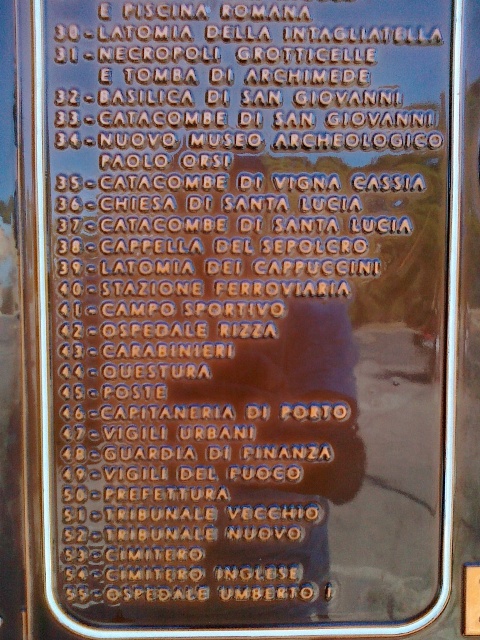 E PISCINA ROMANA
30-LATOMIA DELLA INTAGLIATELLA
31-NECROPOLI GROTTICELLE
E TOMBA DI ARCHIMEDE
32-BASILICA DI SAN GIOVANNI
33-CATACOMBE DI SAN GIOVANNI
34-NUOVO MUSEO ARCHEOLOGICO
PAOLO ORSI
35-CATACOMBE DI VIGNA CASSIA
36-CHIESA DI SANTA LUCIA
37-CATACOMBE DI SANTA LUCIA
38-CAPPELLA DEL SEPOLCRO
39-LATOMIA DEI CAPPUCCINI
40-STAZIONE FERROVIARIA
41-CAMPO SPORTIVO
42-OSPEDALE RIZZA
43-CARABINIERI
44-QUESTURA
45-POSTE
46-CAPITANERIA DI PORTO
47-VIGILI URBANI
48-GUARDIA DI FINANZA
49-VIGILI DEL FUOCO
50-PREFETTURA
51-TRIBUNALE VECCHIO
52-TRIBUNALE NUOVO
53-CIMITERO
54-CIMITERO INGLESE
55-OSPEDALE UMBERTO I